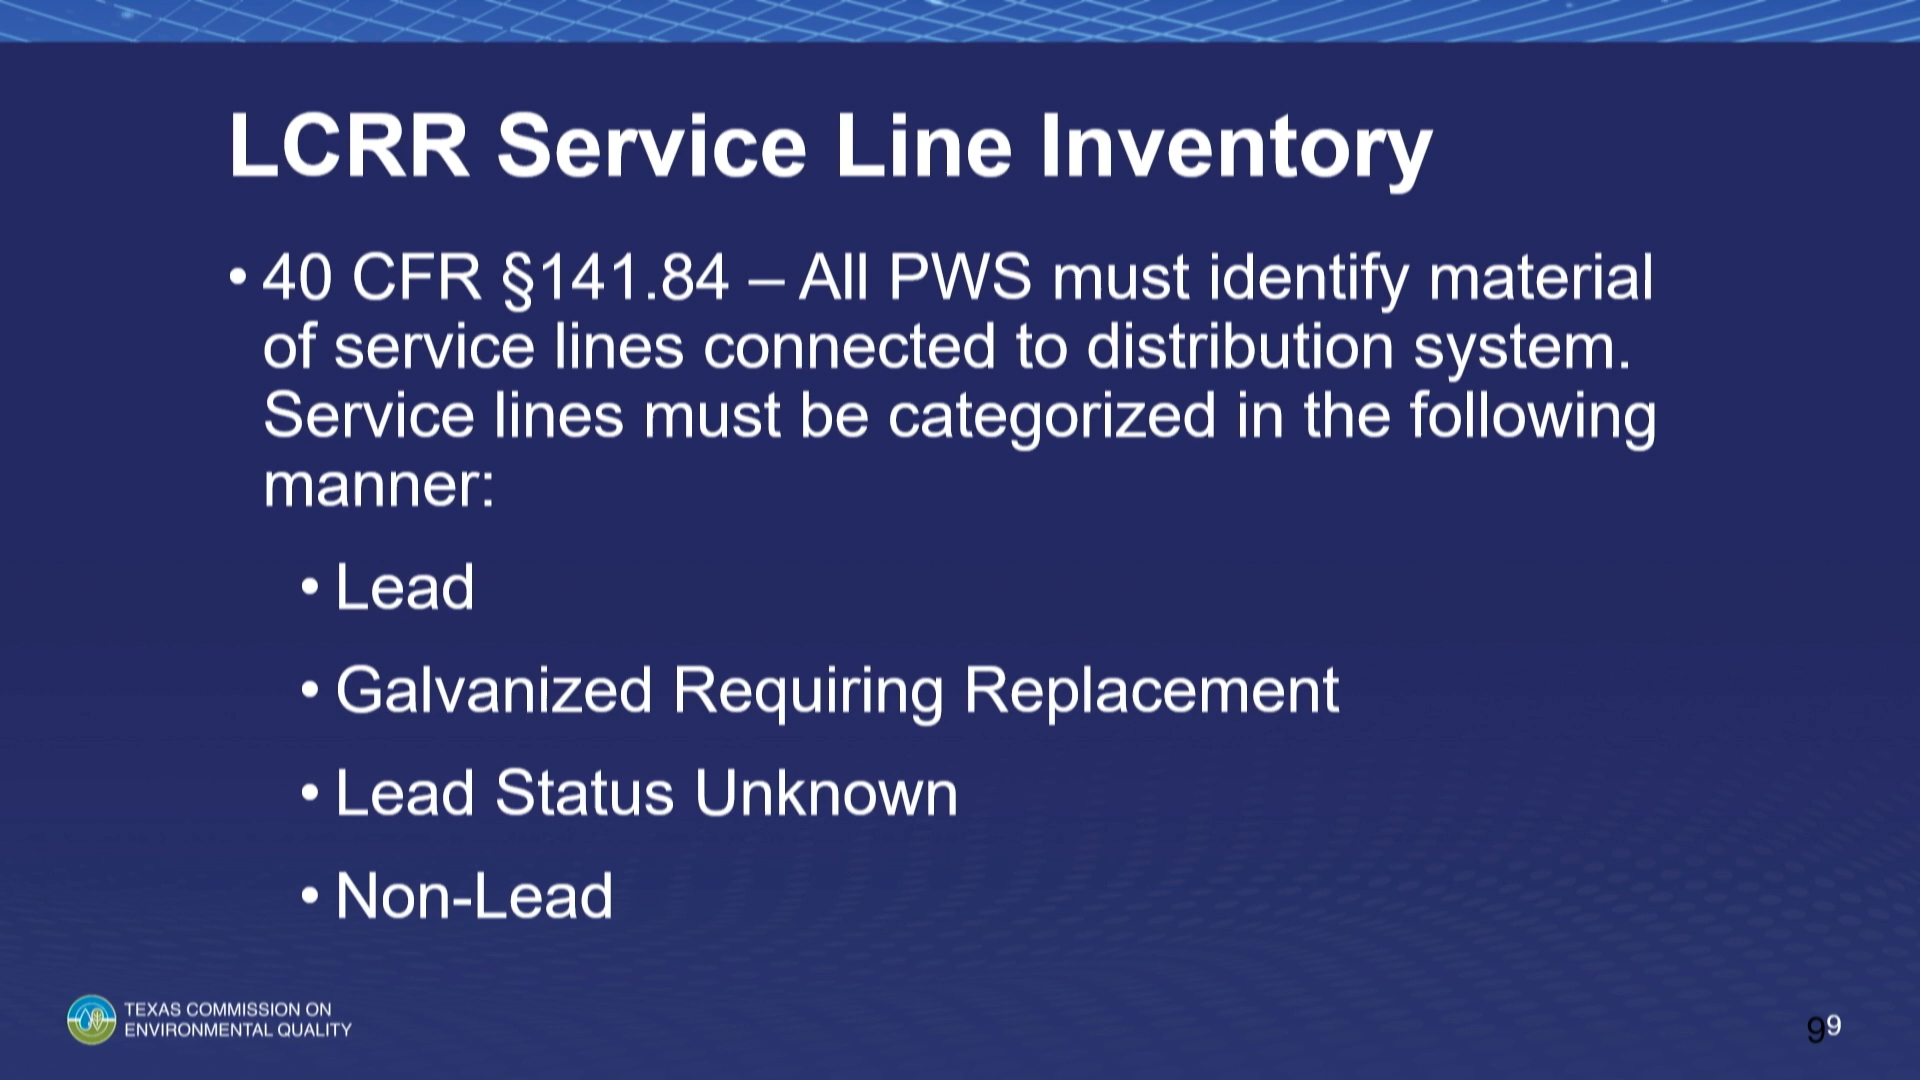 LCRR Service Line Inventory
• 40 CFR §141.84 – All PWS must identify material
of service lines connected to distribution system.
Service lines must be categorized in the following
manner:
• Lead
• Galvanized Requiring Replacement
• Lead Status Unknown
• Non-Lead
TEXAS COMMISSION ON
ENVIRONMENTAL QUALITY
9 9